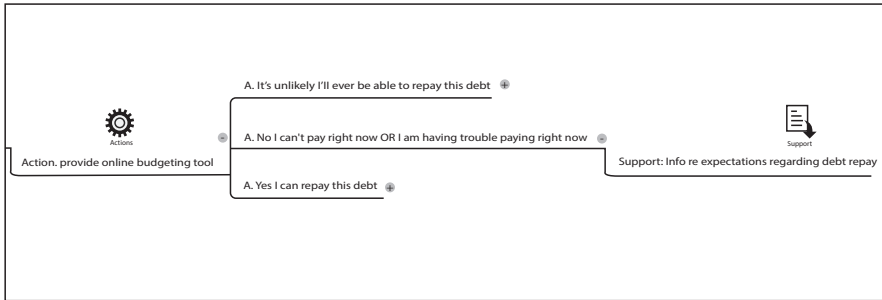 A. It's unlikely I'll ever be able to repay this debt
Actions
A. No I can't pay right now OR I am having trouble paying right now
Support
Action. provide online budgeting tool
Support: Info re expectations regarding debt repay
A. Yes I can repay this debt